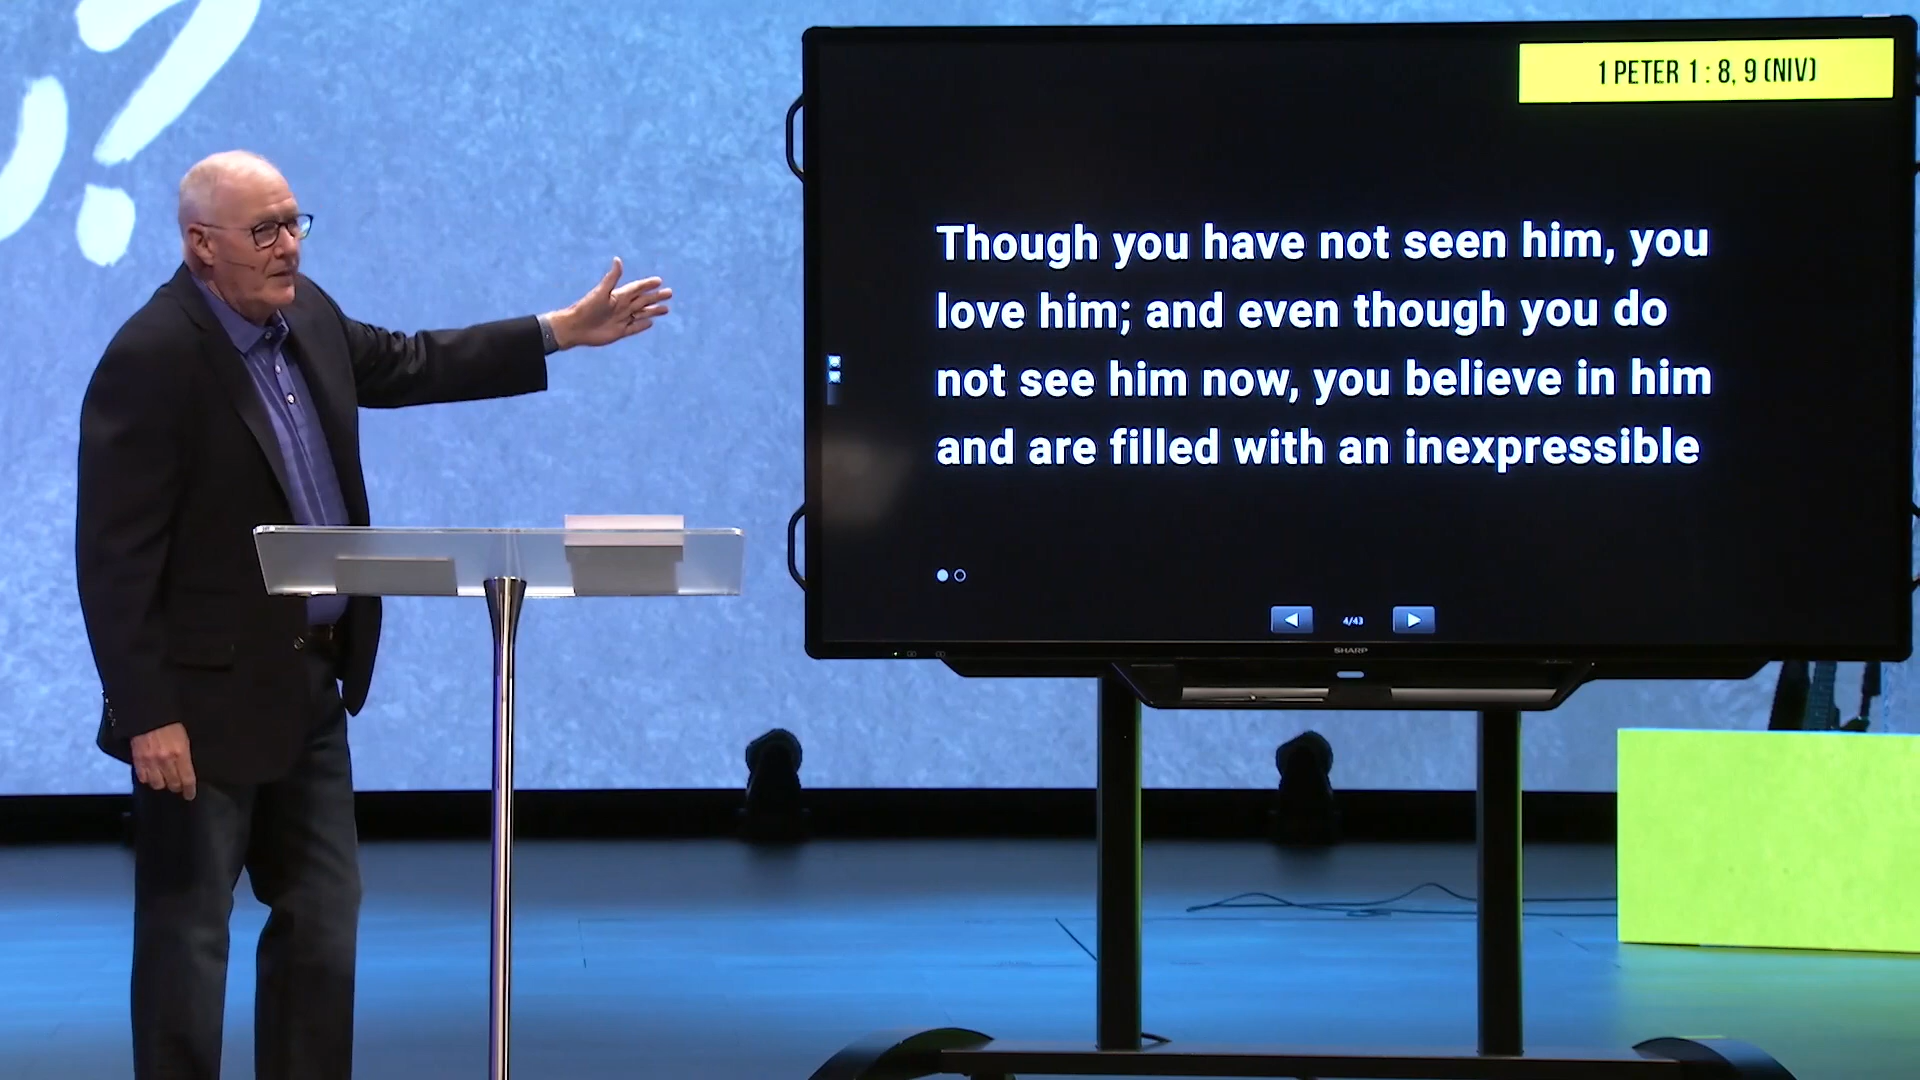 1 PETER 1 : 8, 9 (NIV)
Though you have not seen him, you
love him; and even though you do
not see him now, you believe in him
and are filled with an inexpressible
4/43
SHARP